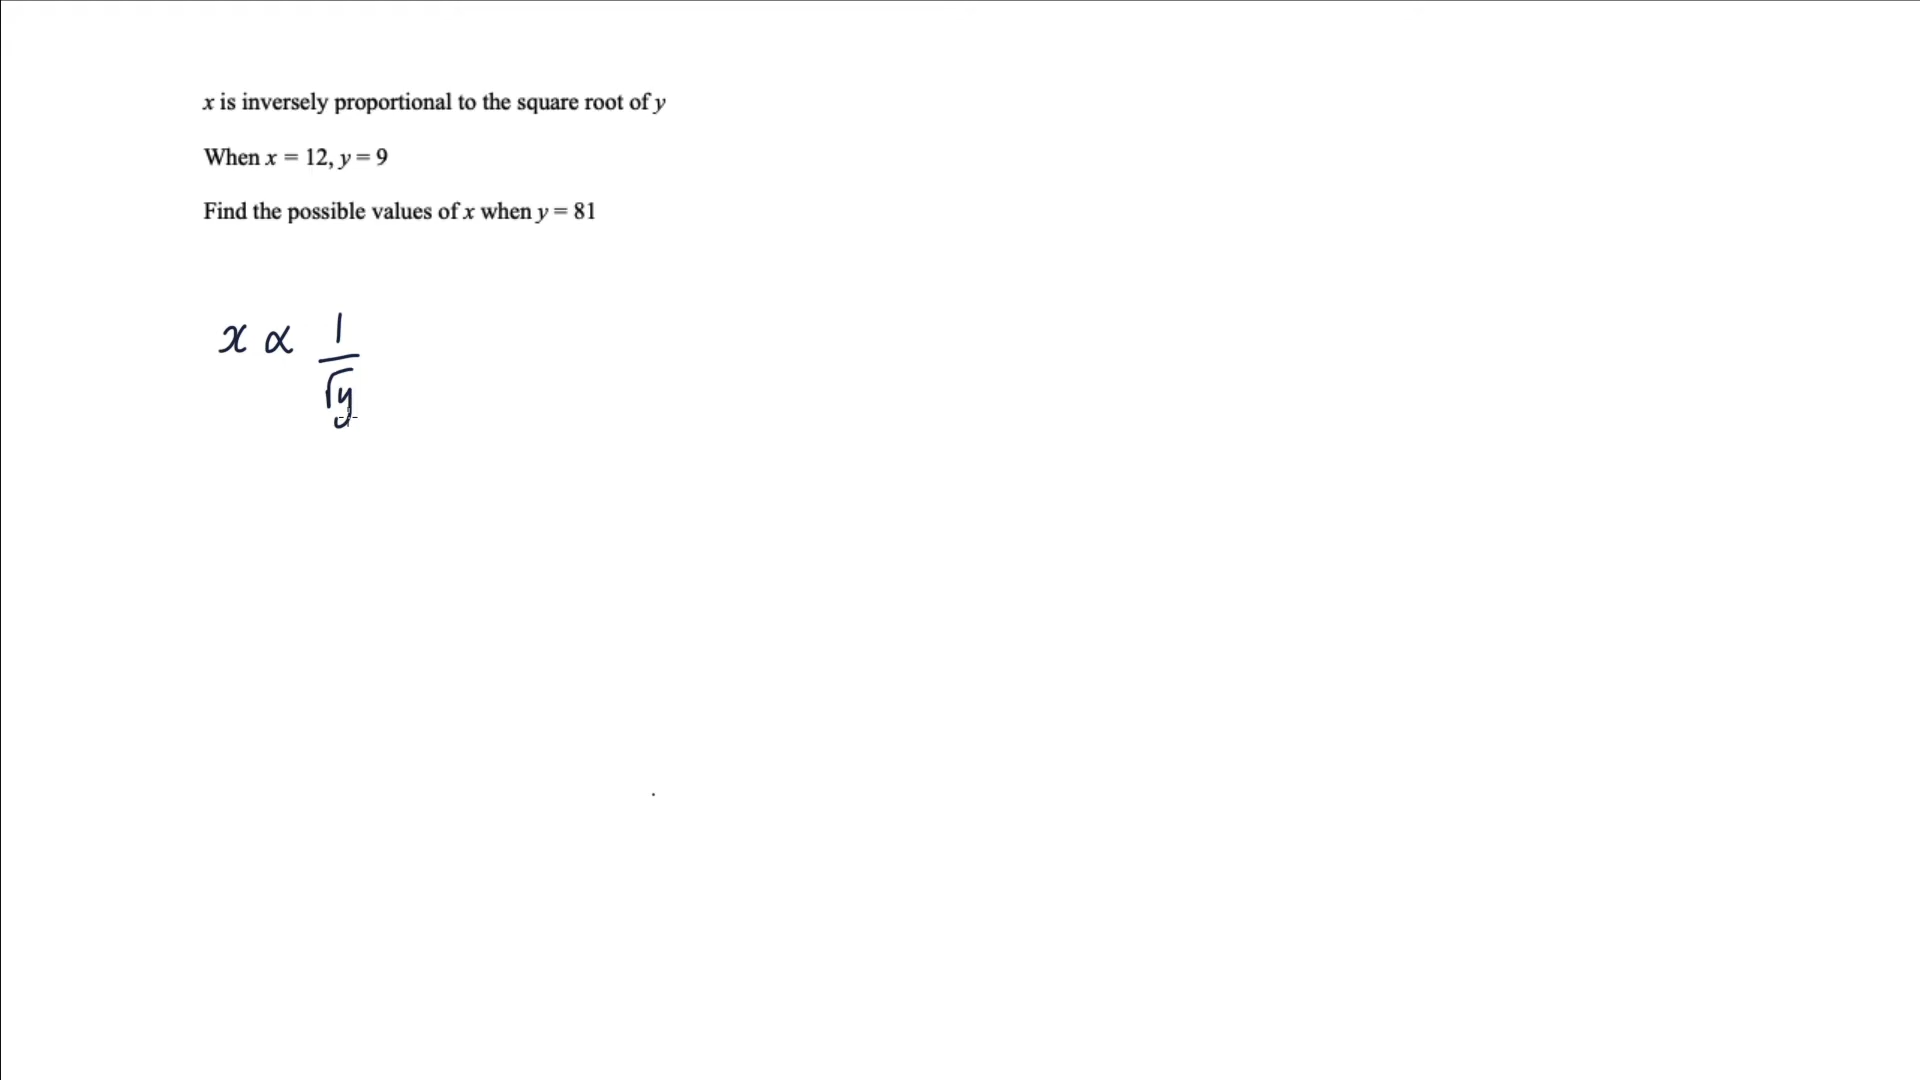 x is inversely proportional to the square root of y
When x = 12, y = 9
Find the possible values of x when y = 81
x ∝ 1/√y